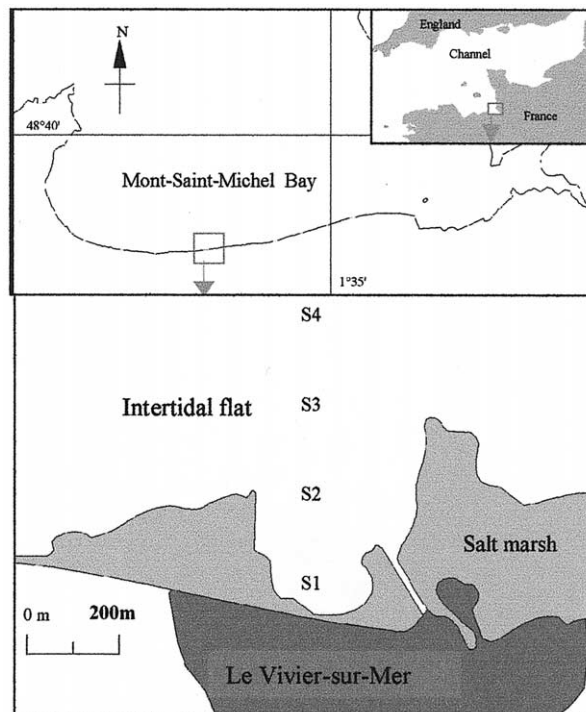 N
England
Channel
France
48°40'
Mont-Saint-Michel Bay
1°35'
S4
Intertidal flat
S3
S2
Salt marsh
S1
0 m 200m
Le Vivier-sur-Mer